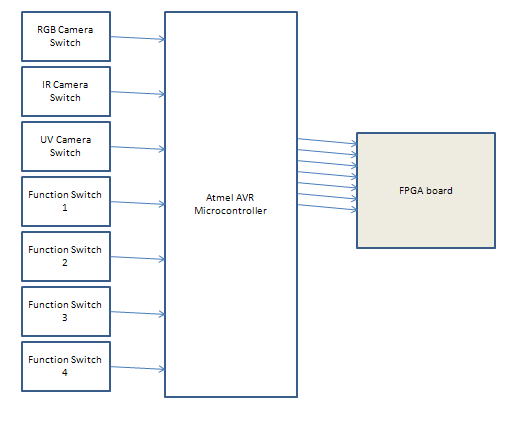 RGB Camera
Switch
IR Camera
Switch
UV Camera
Switch
Function Switch
1
Function Switch
2
Function Switch
3
Function Switch
4
Atmel AVR
Microcontroller
FPGA board